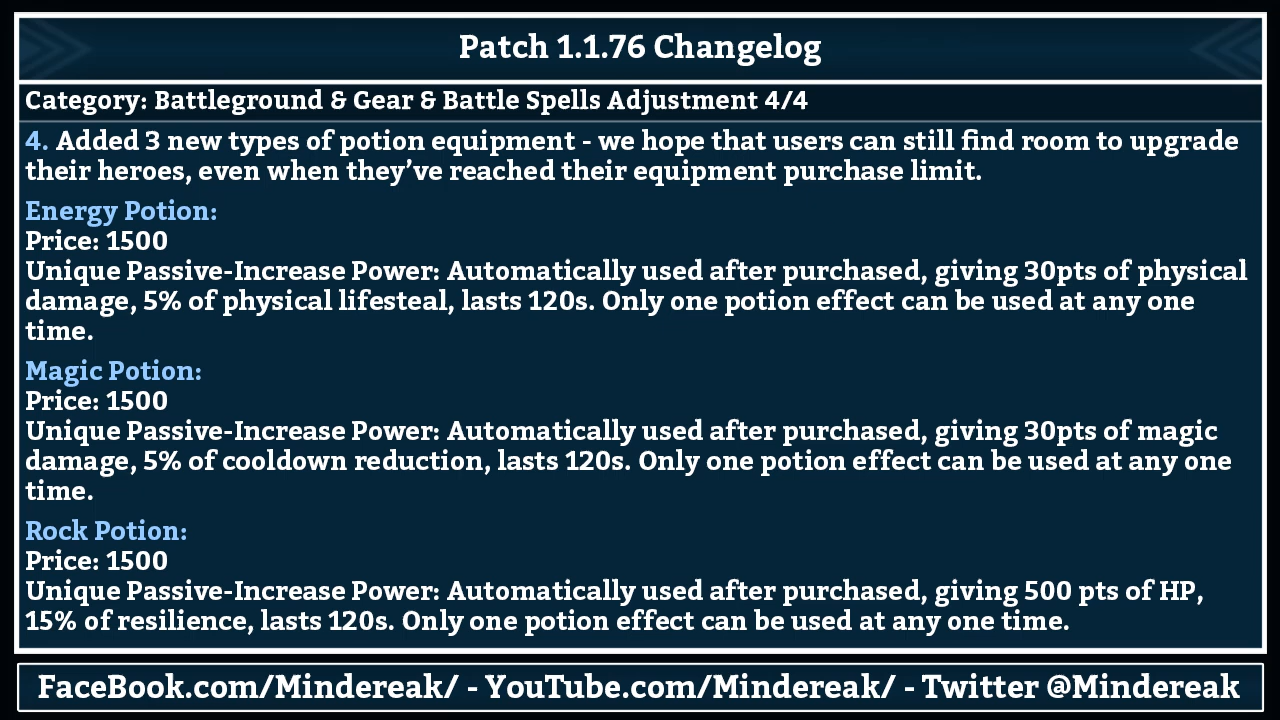 Patch 1.1.76 Changelog
Category: Battleground & Gear & Battle Spells Adjustment 4/4
4. Added 3 new types of potion equipment - we hope that users can still find room to upgrade
their heroes, even when they’ve reached their equipment purchase limit.
Energy Potion:
Price: 1500
Unique Passive-Increase Power: Automatically used after purchased, giving 30pts of physical
damage, 5% of physical lifesteal, lasts 120s. Only one potion effect can be used at any one
time.
Magic Potion:
Price: 1500
Unique Passive-Increase Power: Automatically used after purchased, giving 30pts of magic
damage, 5% of cooldown reduction, lasts 120s. Only one potion effect can be used at any one
time.
Rock Potion:
Price: 1500
Unique Passive-Increase Power: Automatically used after purchased, giving 500 pts of HP,
15% of resilience, lasts 120s. Only one potion effect can be used at any one time.
FaceBook.com/Mindereak/ - YouTube.com/Mindereak/ - Twitter @Mindereak